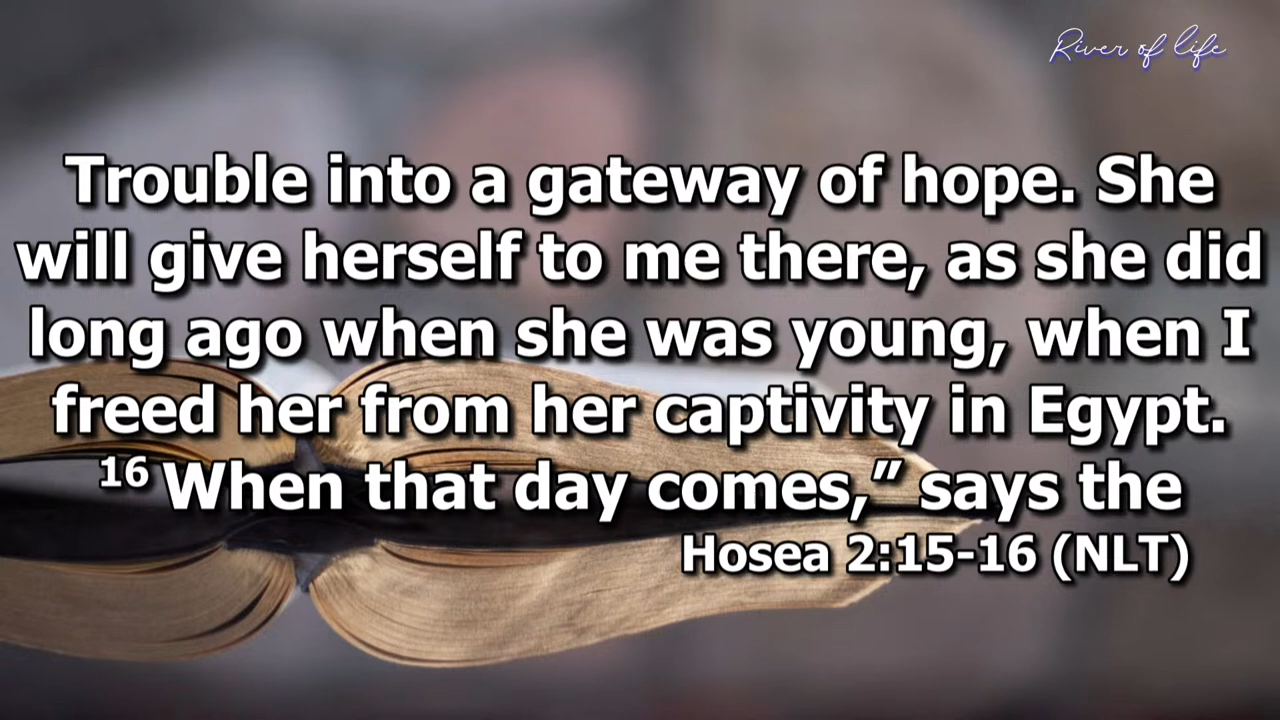 River of life
Trouble into a gateway of hope. She
will give herself to me there, as she did
long ago when she was young, when I
freed her from her captivity in Egypt.
16 When that day comes,” says the
Hosea 2:15-16 (NLT)